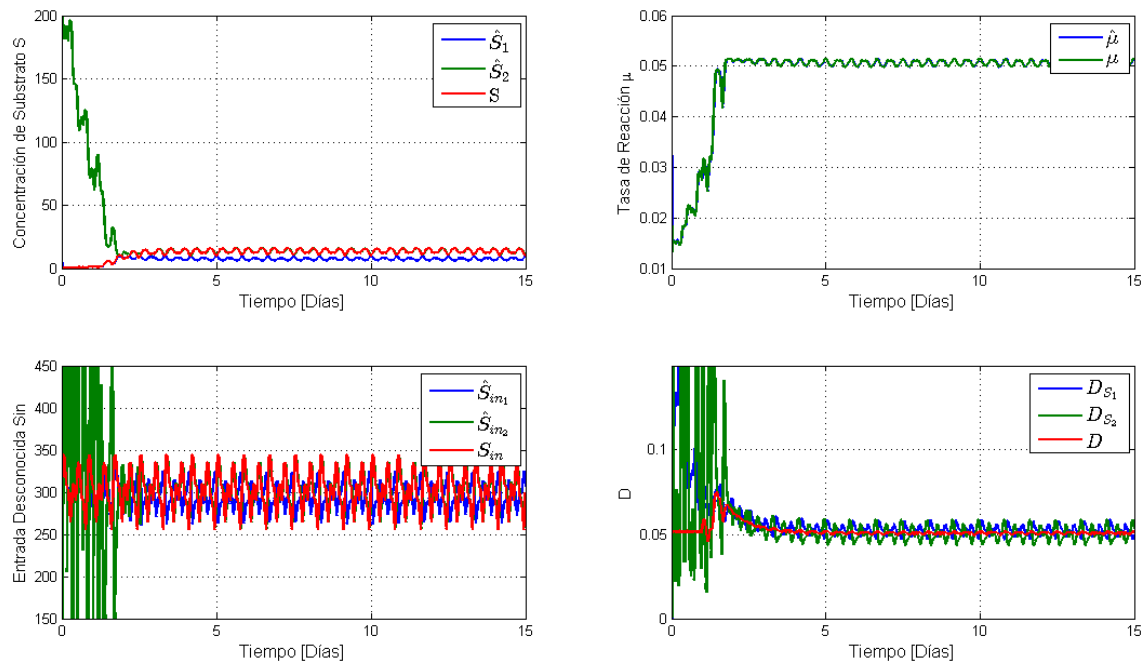 200
150
100
50
0
Concentración de Substrato S
Ŝ₁
Ŝ₂
S
0 5 10 15
Tiempo [Días]
0.06
0.05
0.04
0.03
0.02
0.01
Tasa de Reacción μ
μ̂
μ
0 5 10 15
Tiempo [Días]
450
400
350
300
250
200
150
Entrada Desconocida Sin
Ŝin₁
Ŝin₂
Sin
0 5 10 15
Tiempo [Días]
0.1
0.05
0
D
D_S₁
D_S₂
D
0 5 10 15
Tiempo [Días]